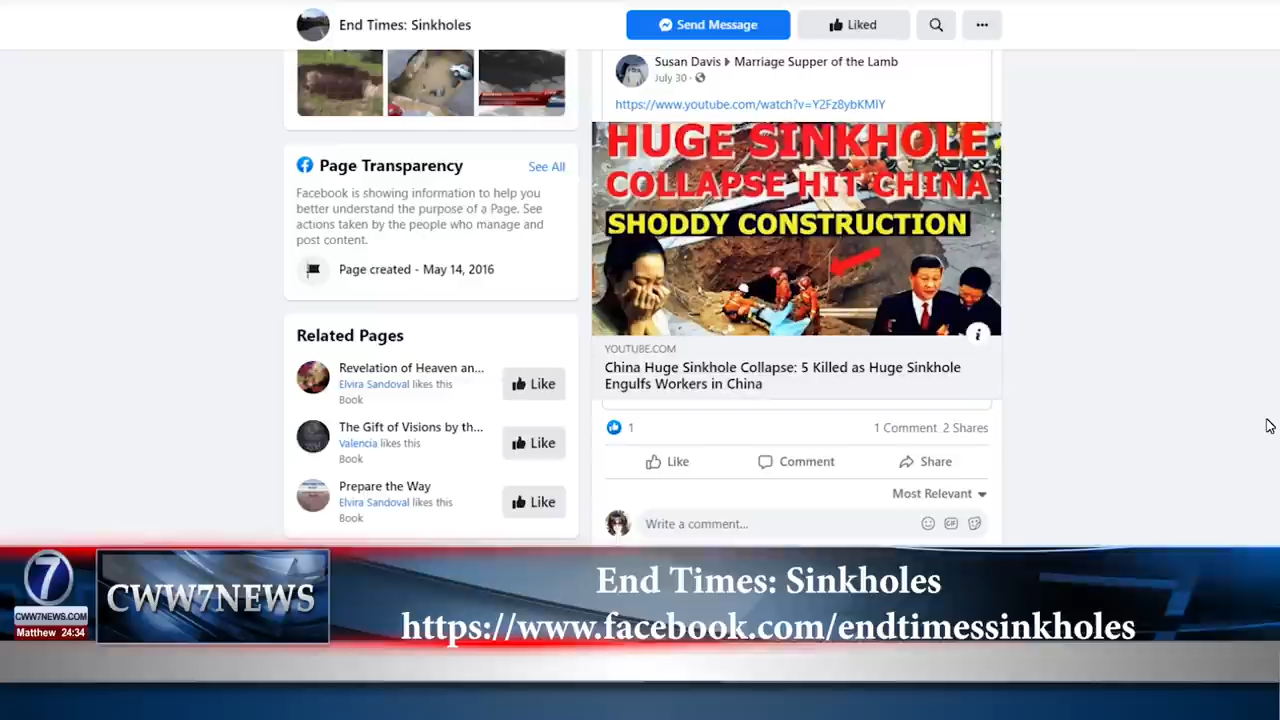 End Times: Sinkholes
Send Message
Liked
Page Transparency
See All
Facebook is showing information to help you
better understand the purpose of a Page. See
actions taken by the people who manage and
post content.
Page created - May 14, 2016
Related Pages
Revelation of Heaven an...
Elvira Sandoval likes this
Book
Like
The Gift of Visions by th...
Valencia likes this
Book
Like
Prepare the Way
Elvira Sandoval likes this
Book
Like
Susan Davis ▸ Marriage Supper of the Lamb
July 30 ·
https://www.youtube.com/watch?v=Y2Fz8ybKMIY
HUGE SINKHOLE
COLLAPSE HIT CHINA
SHODDY CONSTRUCTION
YOUTUBE.COM
China Huge Sinkhole Collapse: 5 Killed as Huge Sinkhole
Engulfs Workers in China
1
1 Comment 2 Shares
Like Comment Share
Most Relevant
Write a comment...
GIF
7
CWW7NEWS.COM
Matthew 24:34
CWW7NEWS
End Times: Sinkholes
https://www.facebook.com/endtimessinkholes